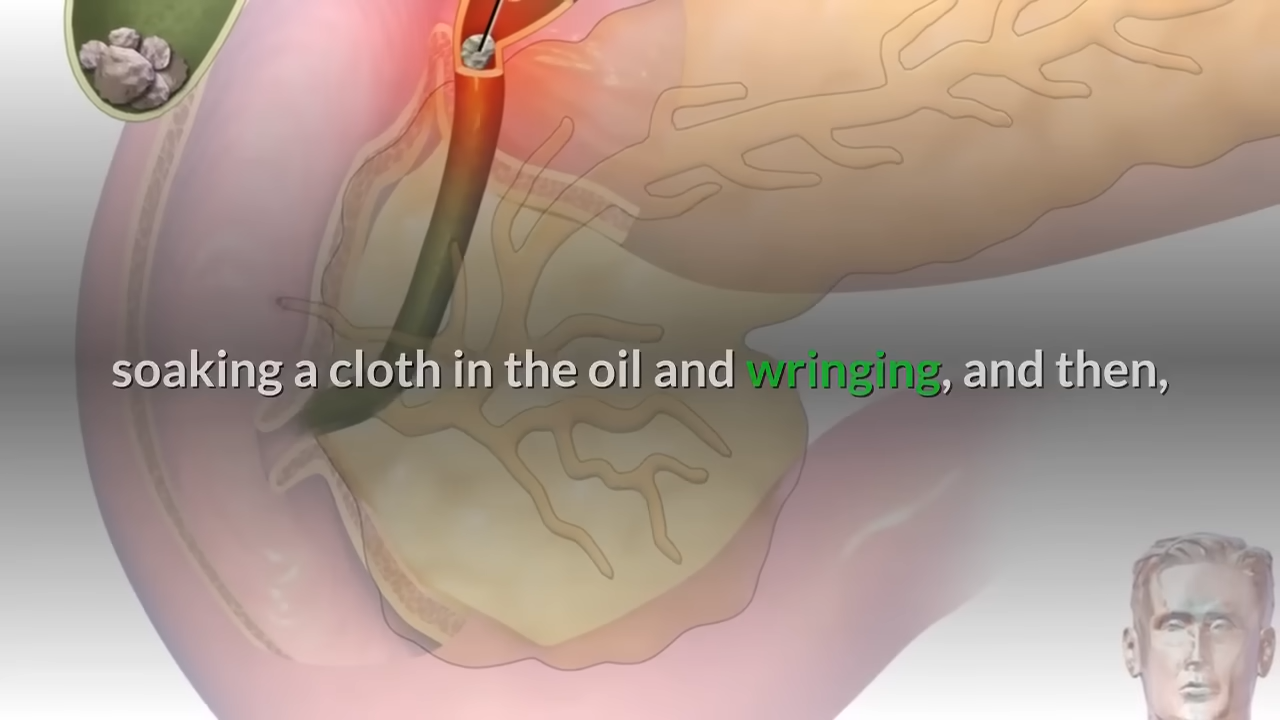 soaking a cloth in the oil and wringing, and then,